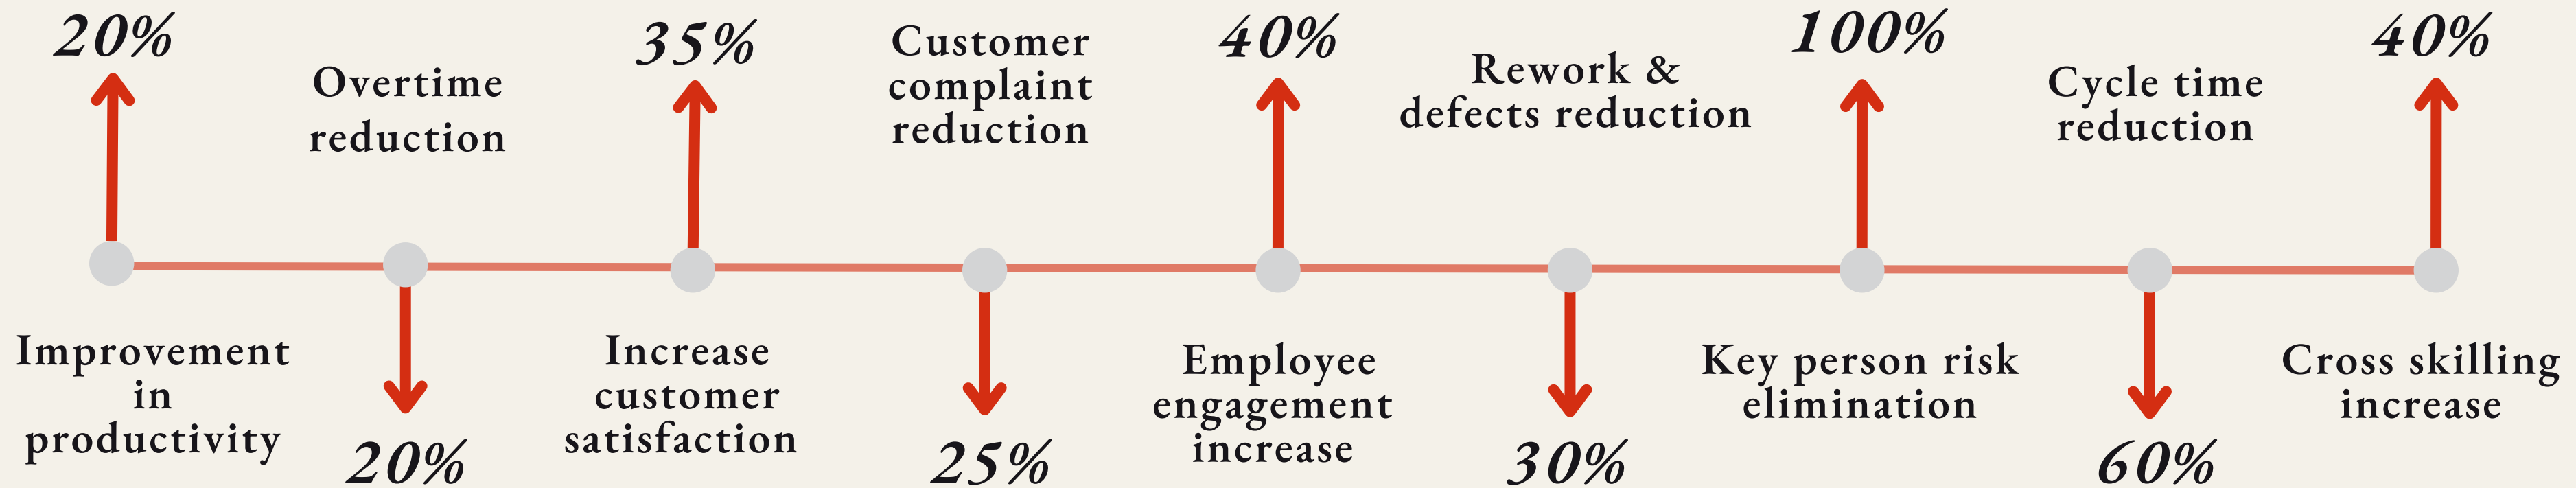 20%
Improvement
in
productivity
Overtime
reduction
20%
35%
Increase
customer
satisfaction
Customer
complaint
reduction
25%
40%
Employee
engagement
increase
Rework &
defects reduction
30%
100%
Key person risk
elimination
Cycle time
reduction
60%
40%
Cross skilling
increase